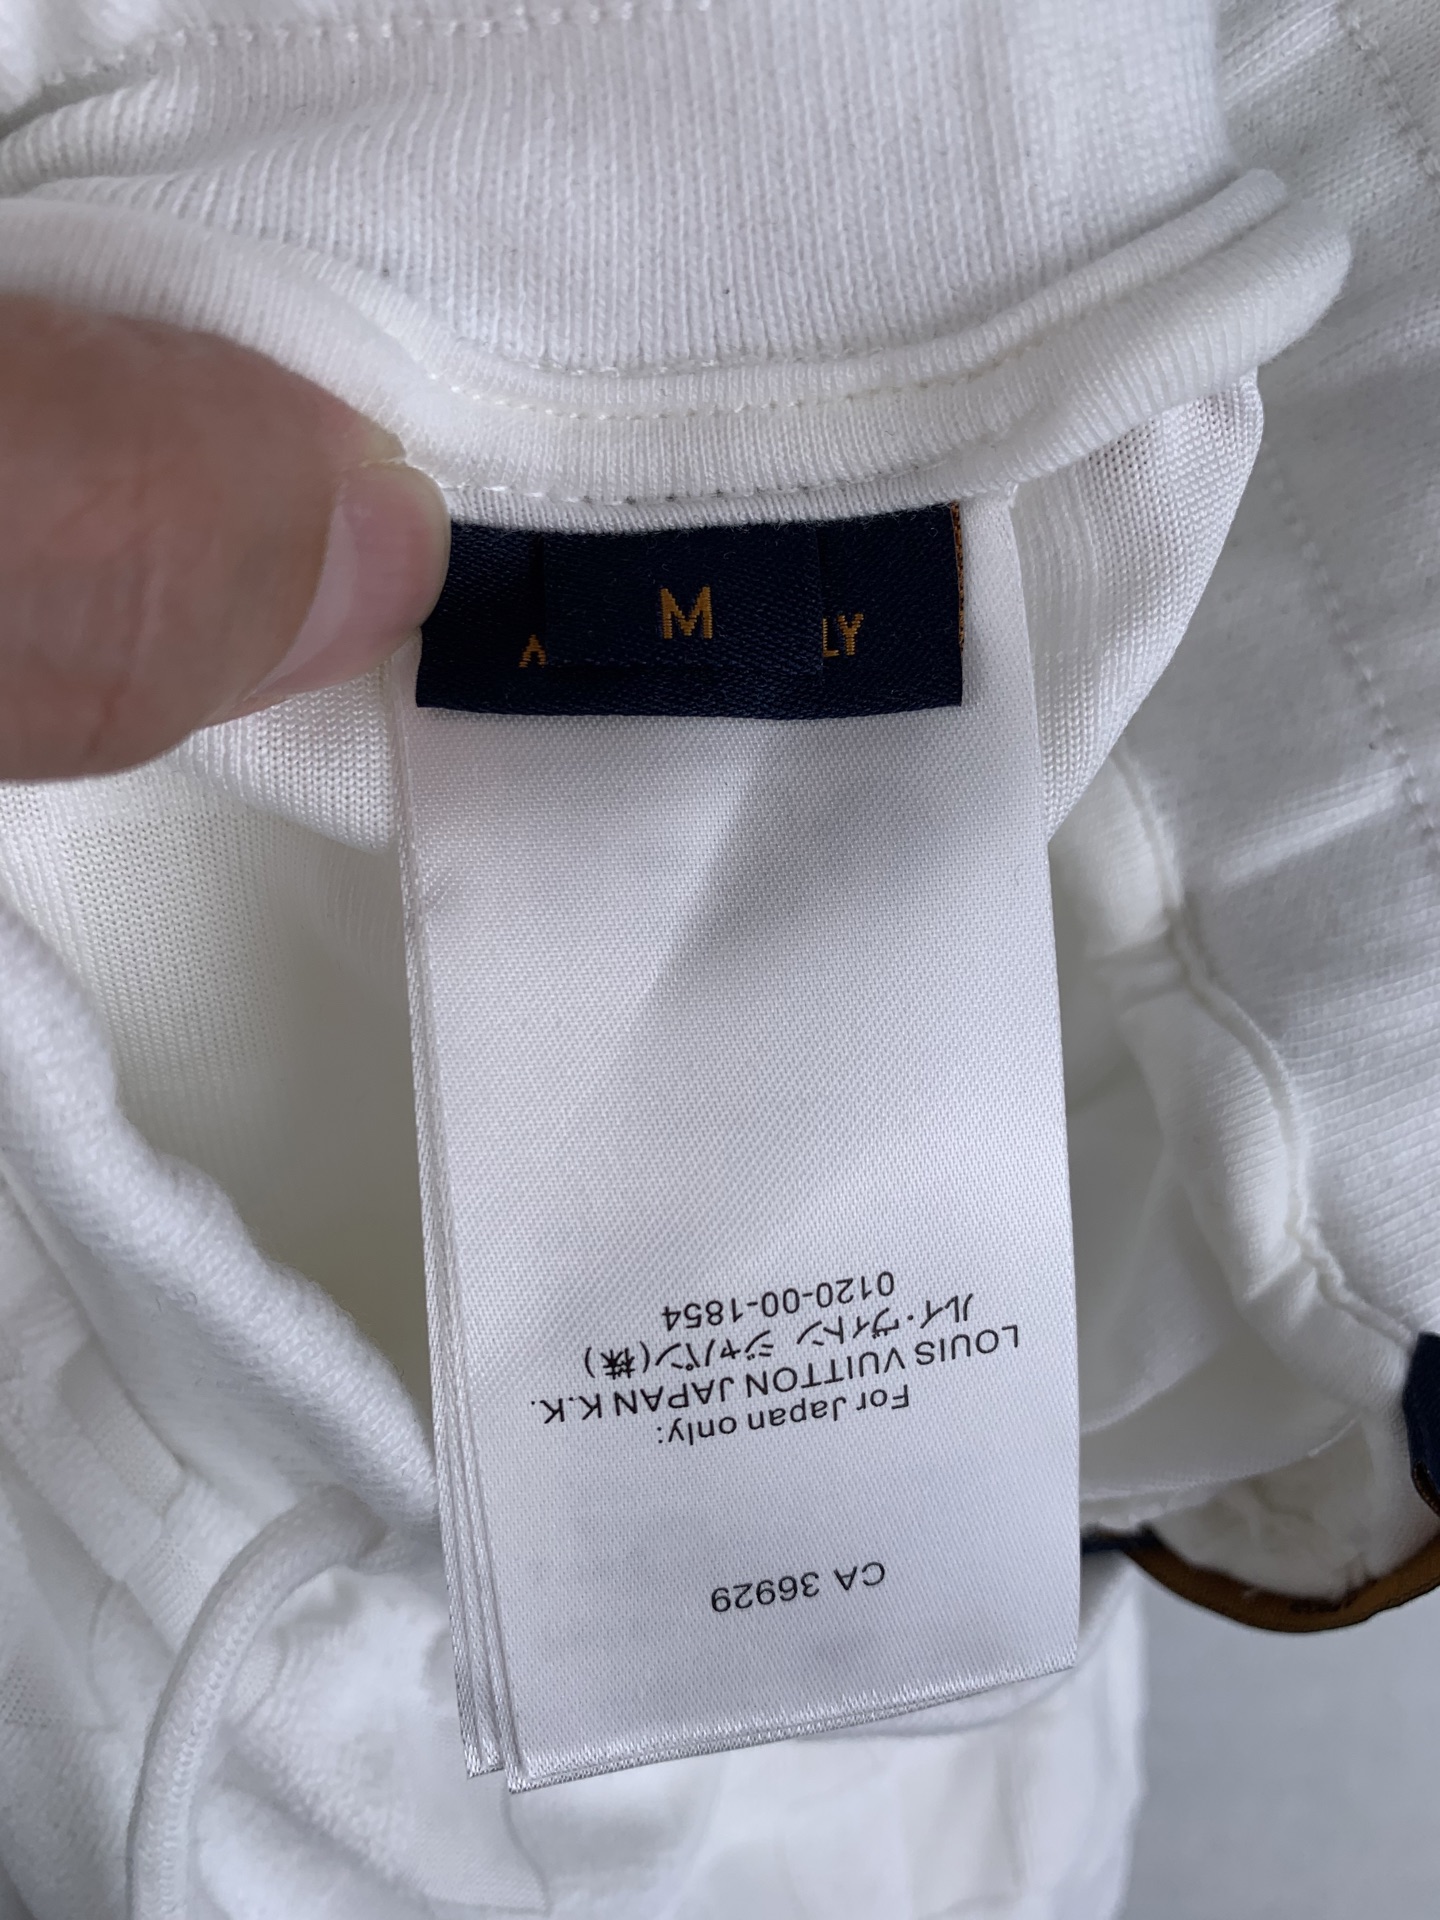 M
LY
For Japan only:
LOUIS VUITTON JAPAN K.K.
ルイ・ヴィトン ジャパン(株)
0120-00-1854
CA 36929